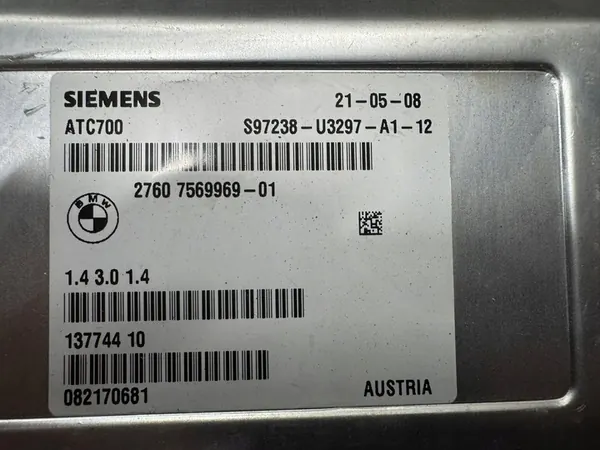 SIEMENS 21-05-08
ATC700 S97238-U3297-A1-12
2760 7569969-01
BMW
1.4 3.0 1.4
13774 10
082170681
AUSTRIA